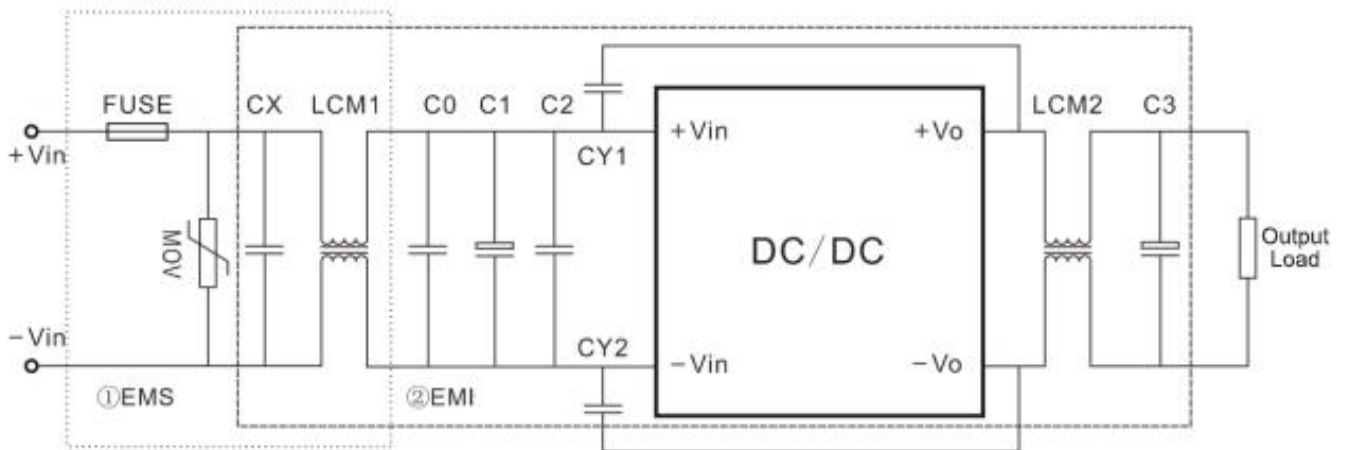 FUSE
CX
LCM1
C0
C1
C2
LCM2
C3
+Vin
CY1
+Vin
+Vo
MOV
DC/DC
Output
Load
−Vin
CY2
−Vin
−Vo
①EMS
②EMI